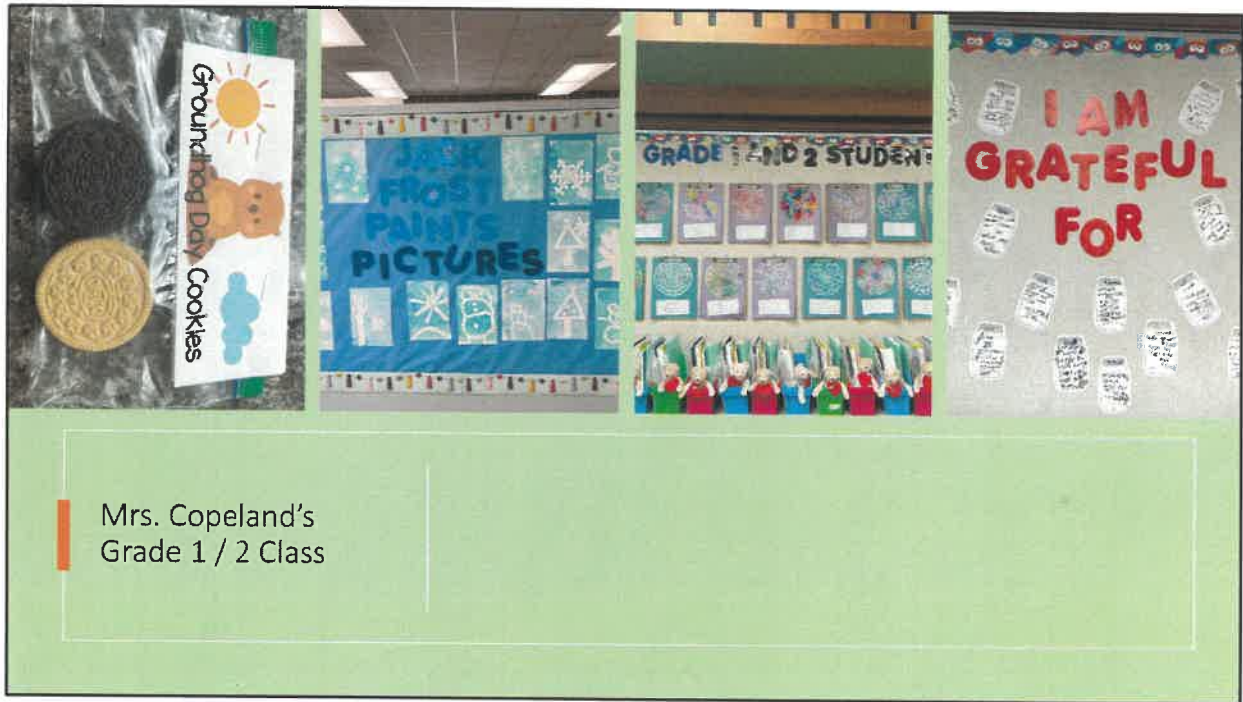 Groundhog Day Cookies
JACK
FROST
PAINTS
PICTURES
GRADE 1 AND 2 STUDEN
I AM
GRATEFUL
FOR
Mrs. Copeland's
Grade 1 / 2 Class